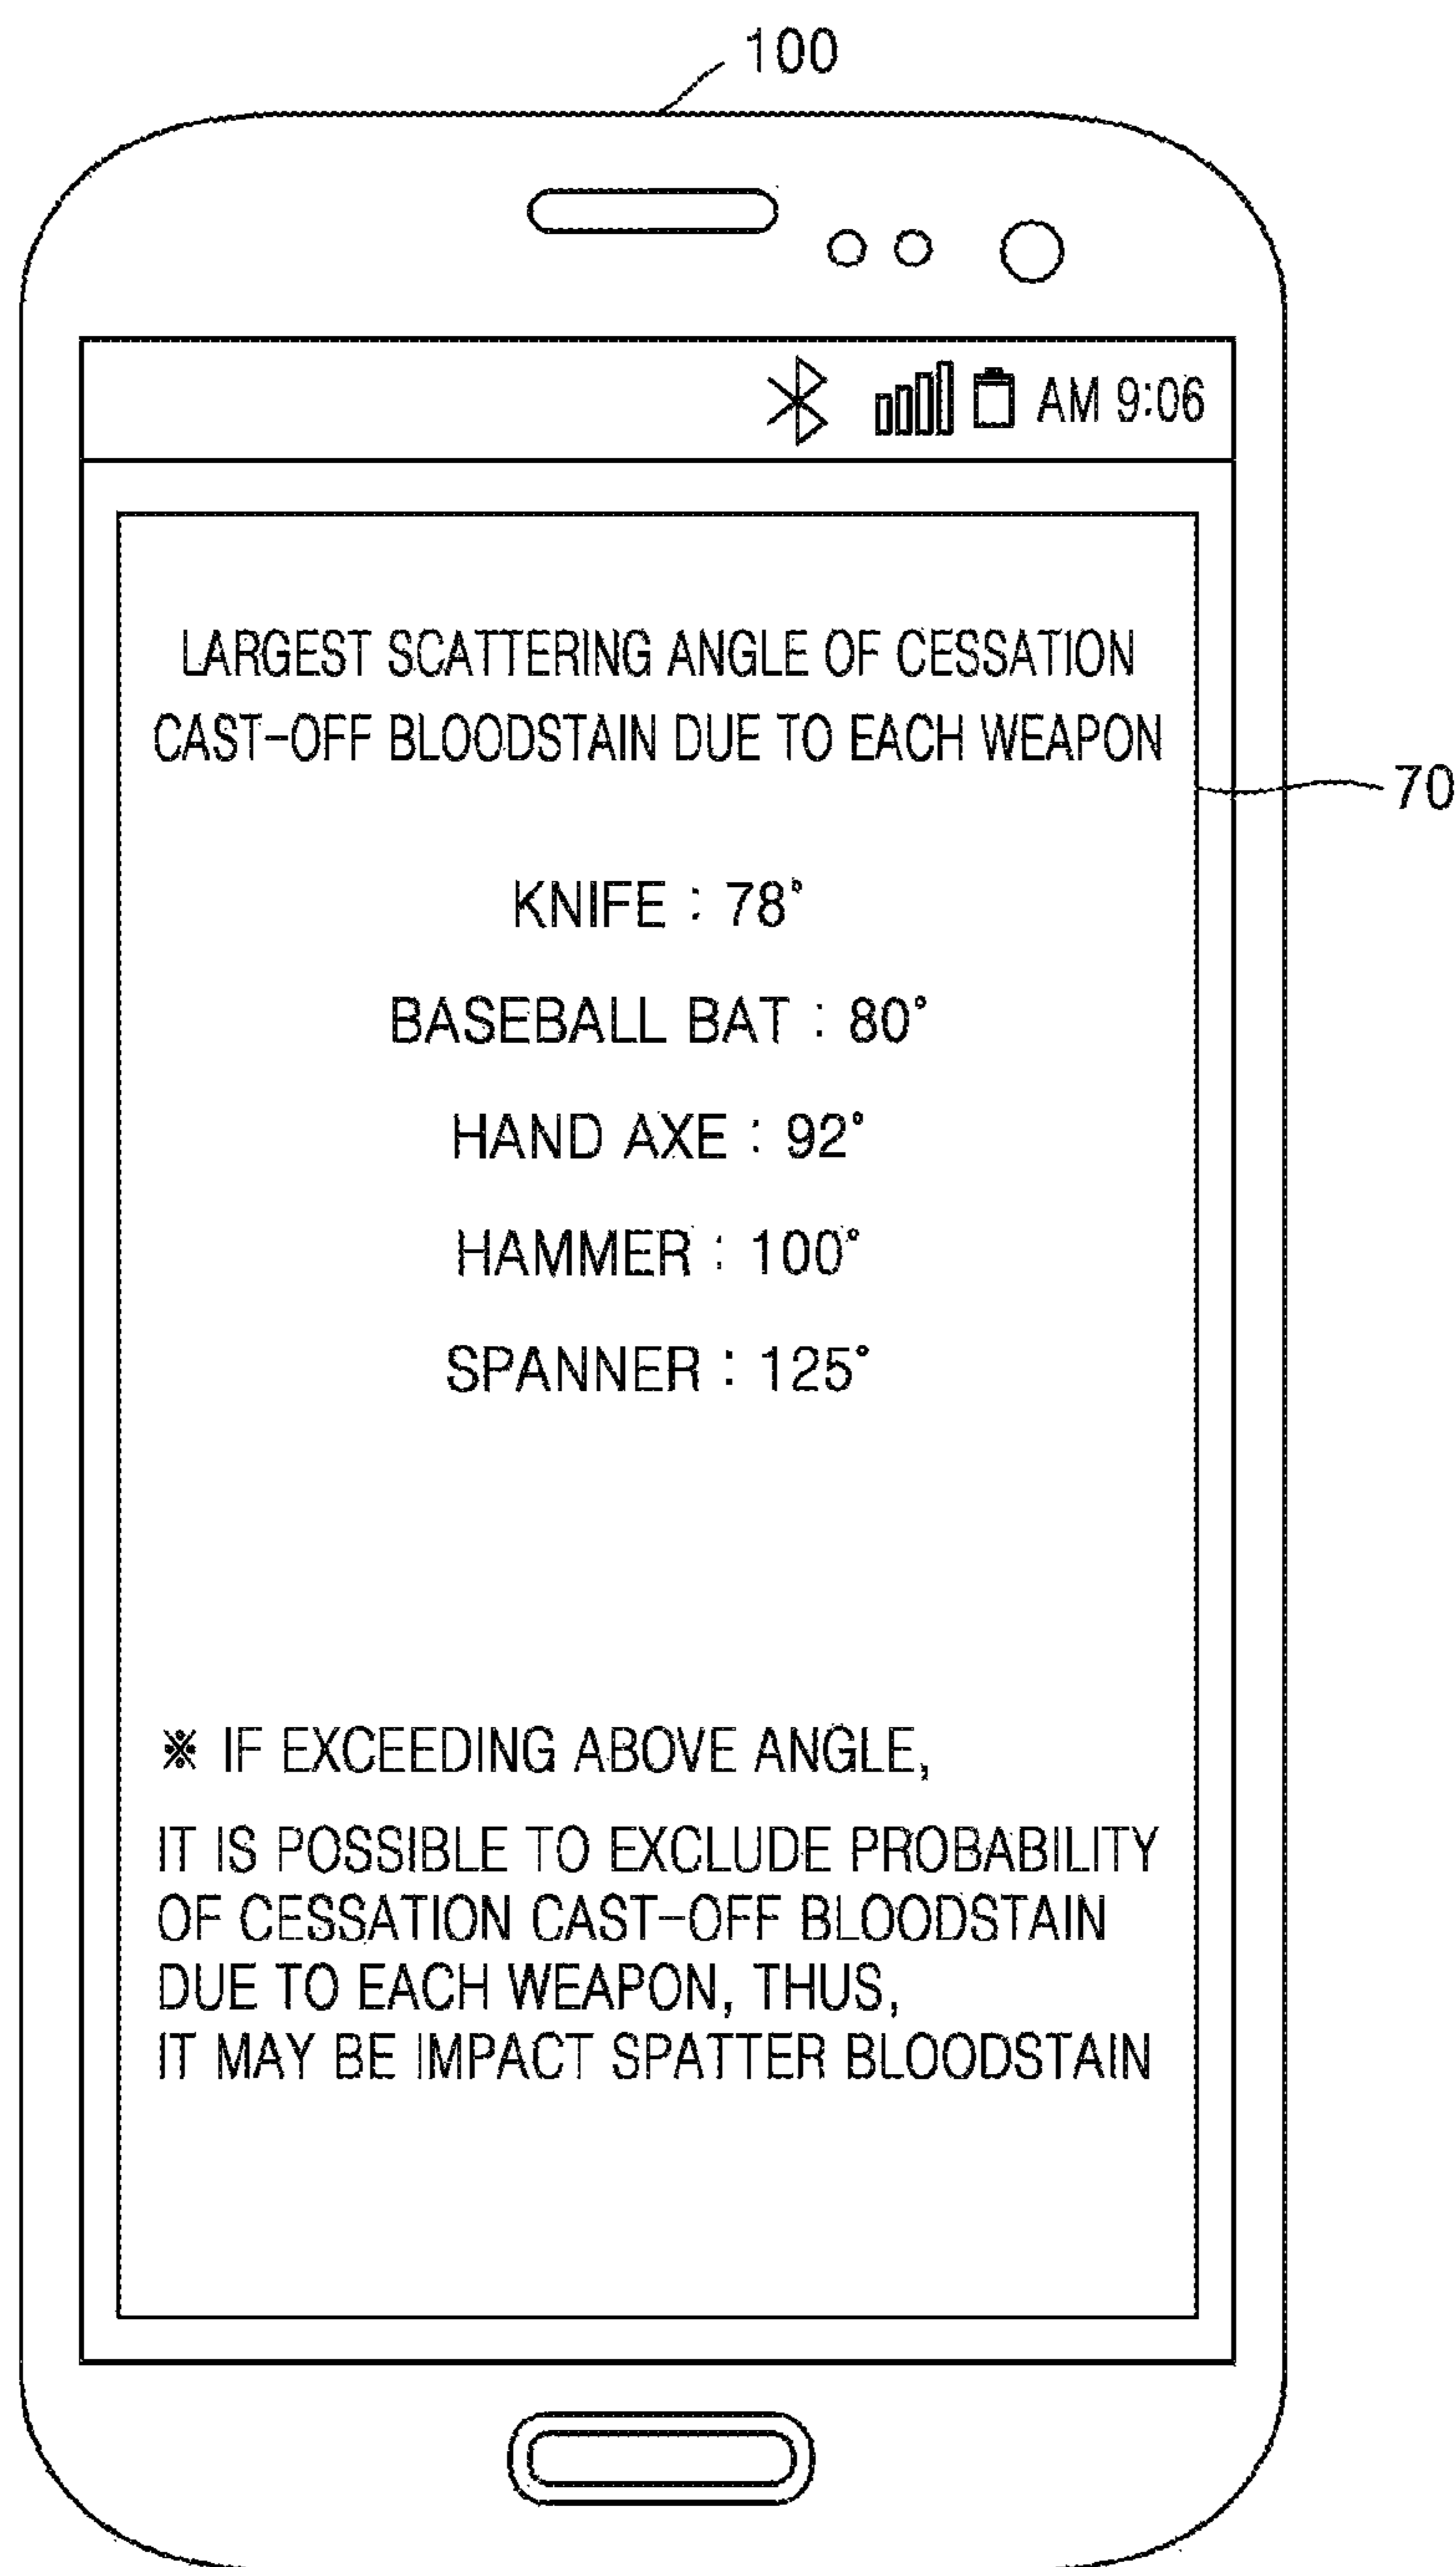 100
AM 9:06
LARGEST SCATTERING ANGLE OF CESSATION
CAST-OFF BLOODSTAIN DUE TO EACH WEAPON
70
KNIFE : 78°
BASEBALL BAT : 80°
HAND AXE : 92°
HAMMER : 100°
SPANNER : 125°
※ IF EXCEEDING ABOVE ANGLE,
IT IS POSSIBLE TO EXCLUDE PROBABILITY
OF CESSATION CAST-OFF BLOODSTAIN
DUE TO EACH WEAPON, THUS,
IT MAY BE IMPACT SPATTER BLOODSTAIN